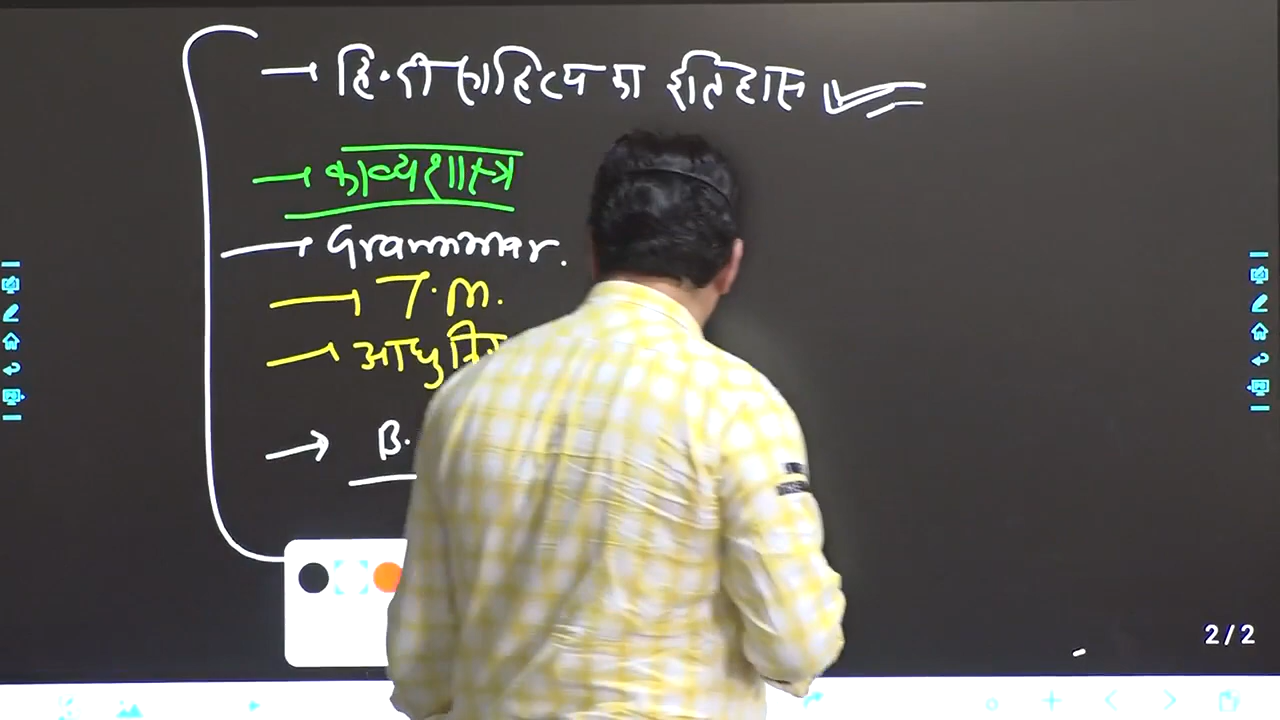 → हिन्दी साहित्य का इतिहास
→ काव्यशास्त्र
→ Grammar.
→ T.M.
→ B.
2/2